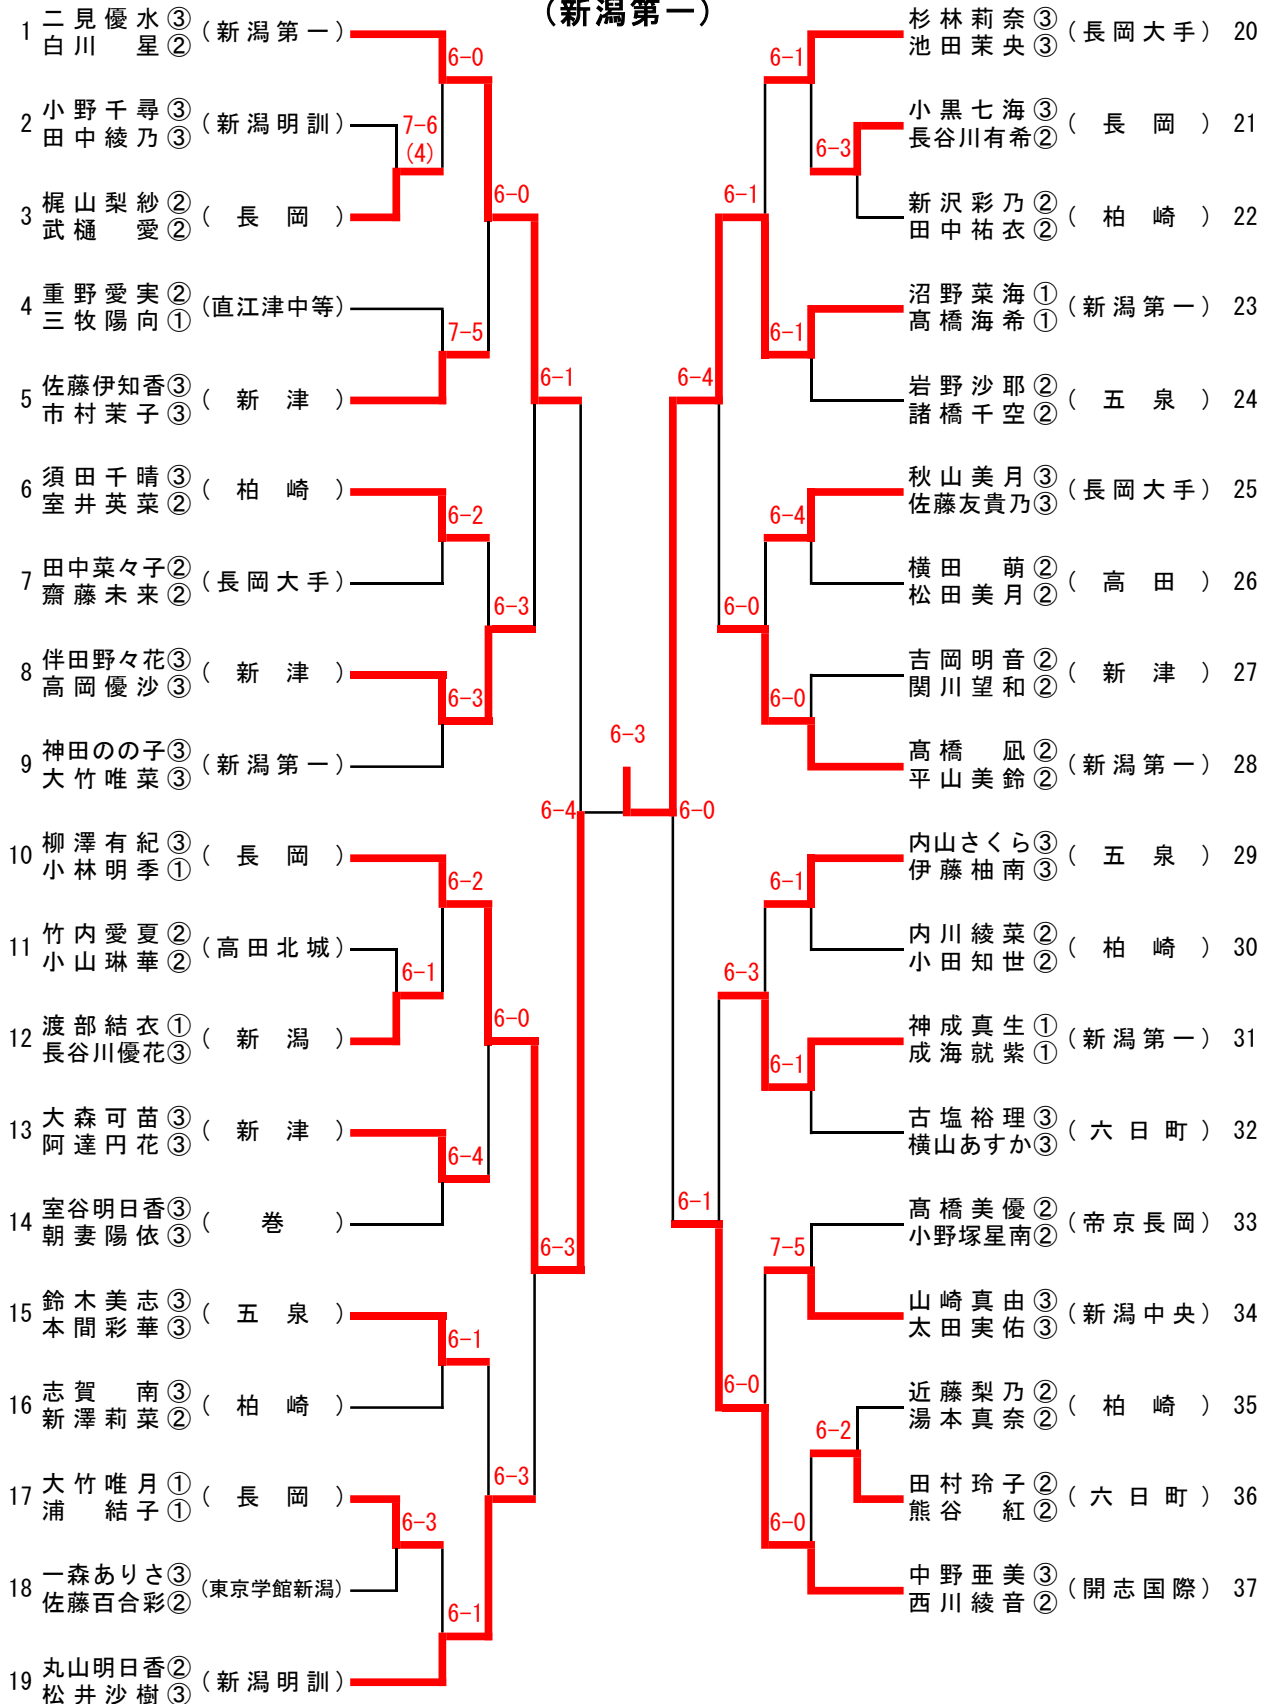 (新潟第一)
1 二見優水③ (新潟第一)
白川 星②
6-0
2 小野千尋③ (新潟明訓)
田中綾乃③
7-6
(4)
3 梶山梨紗② (長岡)
武樋 愛②
6-0
4 重野愛実② (直江津中等)
三牧陽向①
7-5
5 佐藤伊知香③ (新津)
市村茉子③
6-1
6 須田千晴③ (柏崎)
室井英菜②
6-2
7 田中菜々子② (長岡大手)
齋藤未来②
6-3
8 伴田野々花③ (新津)
高岡優沙③
6-3
9 神田のの子③ (新潟第一)
大竹唯菜③
6-4
10 柳澤有紀③ (長岡)
小林明季①
6-2
11 竹内愛夏② (高田北城)
小山琳華②
6-1
12 渡部結衣① (新潟)
長谷川優花③
6-0
13 大森可苗③ (新津)
阿達円花③
6-4
14 室谷明日香③ (巻)
朝妻陽依③
6-3
15 鈴木美志③ (五泉)
本間彩華③
6-1
16 志賀 南③ (柏崎)
新澤莉菜②
6-3
17 大竹唯月① (長岡)
浦 結子①
6-3
18 一森ありさ③ (東京学館新潟)
佐藤百合彩②
6-1
19 丸山明日香② (新潟明訓)
松井沙樹③
6-3
杉林莉奈③ (長岡大手) 20
池田茉央③
6-1
小黒七海③ (長岡) 21
長谷川有希②
6-3
新沢彩乃② (柏崎) 22
田中祐衣②
6-1
沼野菜海① (新潟第一) 23
髙橋海希①
6-1
岩野沙耶② (五泉) 24
諸橋千空②
6-4
秋山美月③ (長岡大手) 25
佐藤友貴乃③
6-4
横田 萌② (高田) 26
松田美月②
6-0
吉岡明音② (新津) 27
関川望和②
6-0
髙橋 凪② (新潟第一) 28
平山美鈴②
6-0
内山さくら③ (五泉) 29
伊藤柚南③
6-1
内川綾菜② (柏崎) 30
小田知世②
6-3
神成真生① (新潟第一) 31
成海就紫①
6-1
古塩裕理③ (六日町) 32
横山あすか③
6-1
髙橋美優② (帝京長岡) 33
小野塚星南②
7-5
山崎真由③ (新潟中央) 34
太田実佑③
6-0
近藤梨乃② (柏崎) 35
湯本真奈②
6-2
田村玲子② (六日町) 36
熊谷 紅②
6-0
中野亜美③ (開志国際) 37
西川綾音②